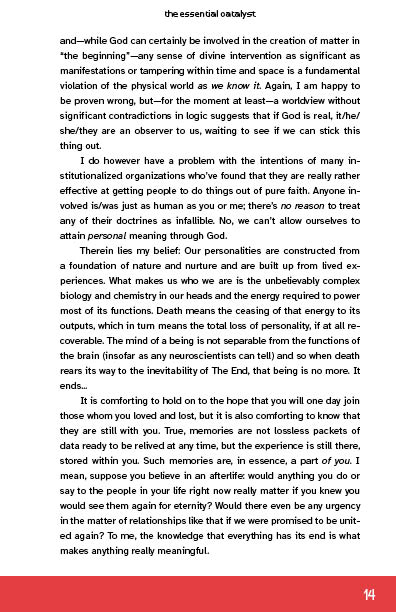 the essential catalyst
and—while God can certainly be involved in the creation of matter in
“the beginning”—any sense of divine intervention as significant as
manifestations or tampering within time and space is a fundamental
violation of the physical world as we know it. Again, I am happy to
be proven wrong, but—for the moment at least—a worldview without
significant contradictions in logic suggests that if God is real, it/he/
she/they are an observer to us, waiting to see if we can stick this
thing out.
I do however have a problem with the intentions of many in-
stitutionalized organizations who’ve found that they are really rather
effective at getting people to do things out of pure faith. Anyone in-
volved is/was just as human as you or me; there’s no reason to treat
any of their doctrines as infallible. No, we can’t allow ourselves to
attain personal meaning through God.
Therein lies my belief: Our personalities are constructed from
a foundation of nature and nurture and are built up from lived ex-
periences. What makes us who we are is the unbelievably complex
biology and chemistry in our heads and the energy required to power
most of its functions. Death means the ceasing of that energy to its
outputs, which in turn means the total loss of personality, if at all re-
coverable. The mind of a being is not separable from the functions of
the brain (insofar as any neuroscientists can tell) and so when death
rears its way to the inevitability of The End, that being is no more. It
ends…
It is comforting to hold on to the hope that you will one day join
those whom you loved and lost, but it is also comforting to know that
they are still with you. True, memories are not lossless packets of
data ready to be relived at any time, but the experience is still there,
stored within you. Such memories are, in essence, a part of you. I
mean, suppose you believe in an afterlife: would anything you do or
say to the people in your life right now really matter if you knew you
would see them again for eternity? Would there even be any urgency
in the matter of relationships like that if we were promised to be unit-
ed again? To me, the knowledge that everything has its end is what
makes anything really meaningful.
14